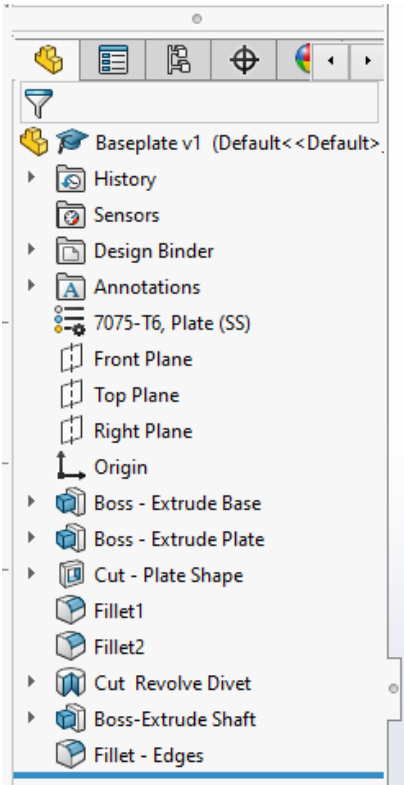 Baseplate v1 (Default<<Default>
History
Sensors
Design Binder
Annotations
7075-T6, Plate (SS)
Front Plane
Top Plane
Right Plane
Origin
Boss - Extrude Base
Boss - Extrude Plate
Cut - Plate Shape
Fillet1
Fillet2
Cut Revolve Divet
Boss-Extrude Shaft
Fillet - Edges